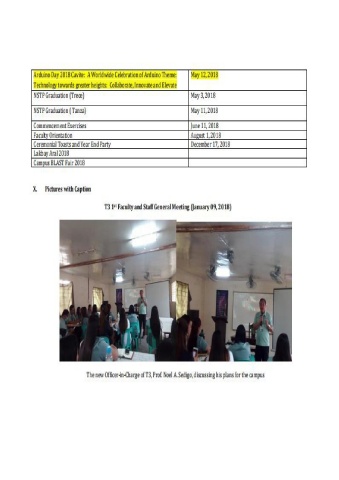 Arduino Day 2018 Cavite: A Worldwide Celebration of Arduino Theme: May 12, 2018
Technology towards greater heights: Collaborate, Innovate and Elevate
NSTP Graduation (Trece) May 3, 2018
NSTP Graduation (Tanza) May 11, 2018
Commencement Exercises June 11, 2018
Faculty Orientation August 1, 2018
Ceremonial Toasts and Year End Party December 17, 2018
Lakbay Aral 2018
Campus BLAST Fair 2018
X. Pictures with Caption
T3 1st Faculty and Staff General Meeting (January 09, 2018)
The new Officer-in-Charge of T3, Prof. Noel A. Sedigo, discussing his plans for the campus